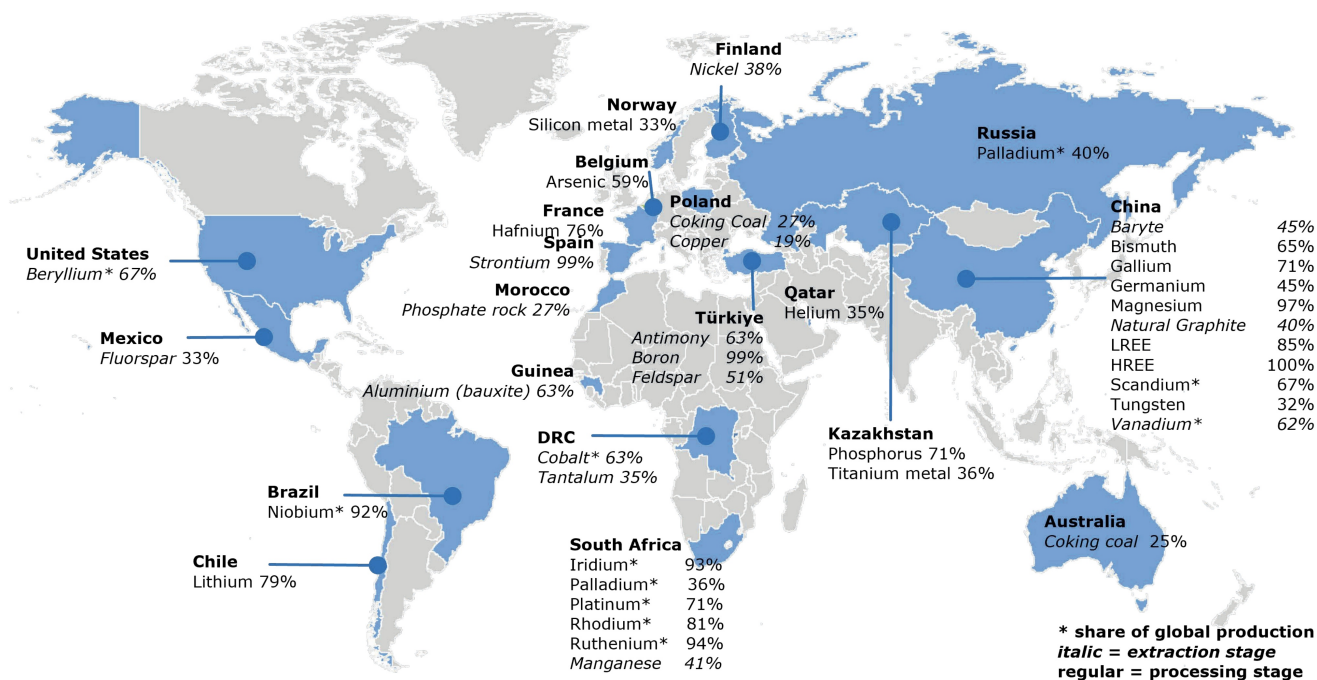 Finland
Nickel 38%
Norway
Silicon metal 33%
Russia
Palladium* 40%
Belgium
Arsenic 59%
Poland
Coking Coal 27%
Copper 19%
France
Hafnium 76%
Spain
Strontium 99%
Morocco
Phosphate rock 27%
United States
Beryllium* 67%
Mexico
Fluorspar 33%
Qatar
Helium 35%
Türkiye
Antimony 63%
Boron 99%
Feldspar 51%
China
Baryte 45%
Bismuth 65%
Gallium 71%
Germanium 45%
Magnesium 97%
Natural Graphite 40%
LREE 85%
HREE 100%
Scandium* 67%
Tungsten 32%
Vanadium* 62%
Guinea
Aluminium (bauxite) 63%
DRC
Cobalt* 63%
Tantalum 35%
Kazakhstan
Phosphorus 71%
Titanium metal 36%
Brazil
Niobium* 92%
Chile
Lithium 79%
South Africa
Iridium* 93%
Palladium* 36%
Platinum* 71%
Rhodium* 81%
Ruthenium* 94%
Manganese 41%
Australia
Coking coal 25%
* share of global production
italic = extraction stage
regular = processing stage